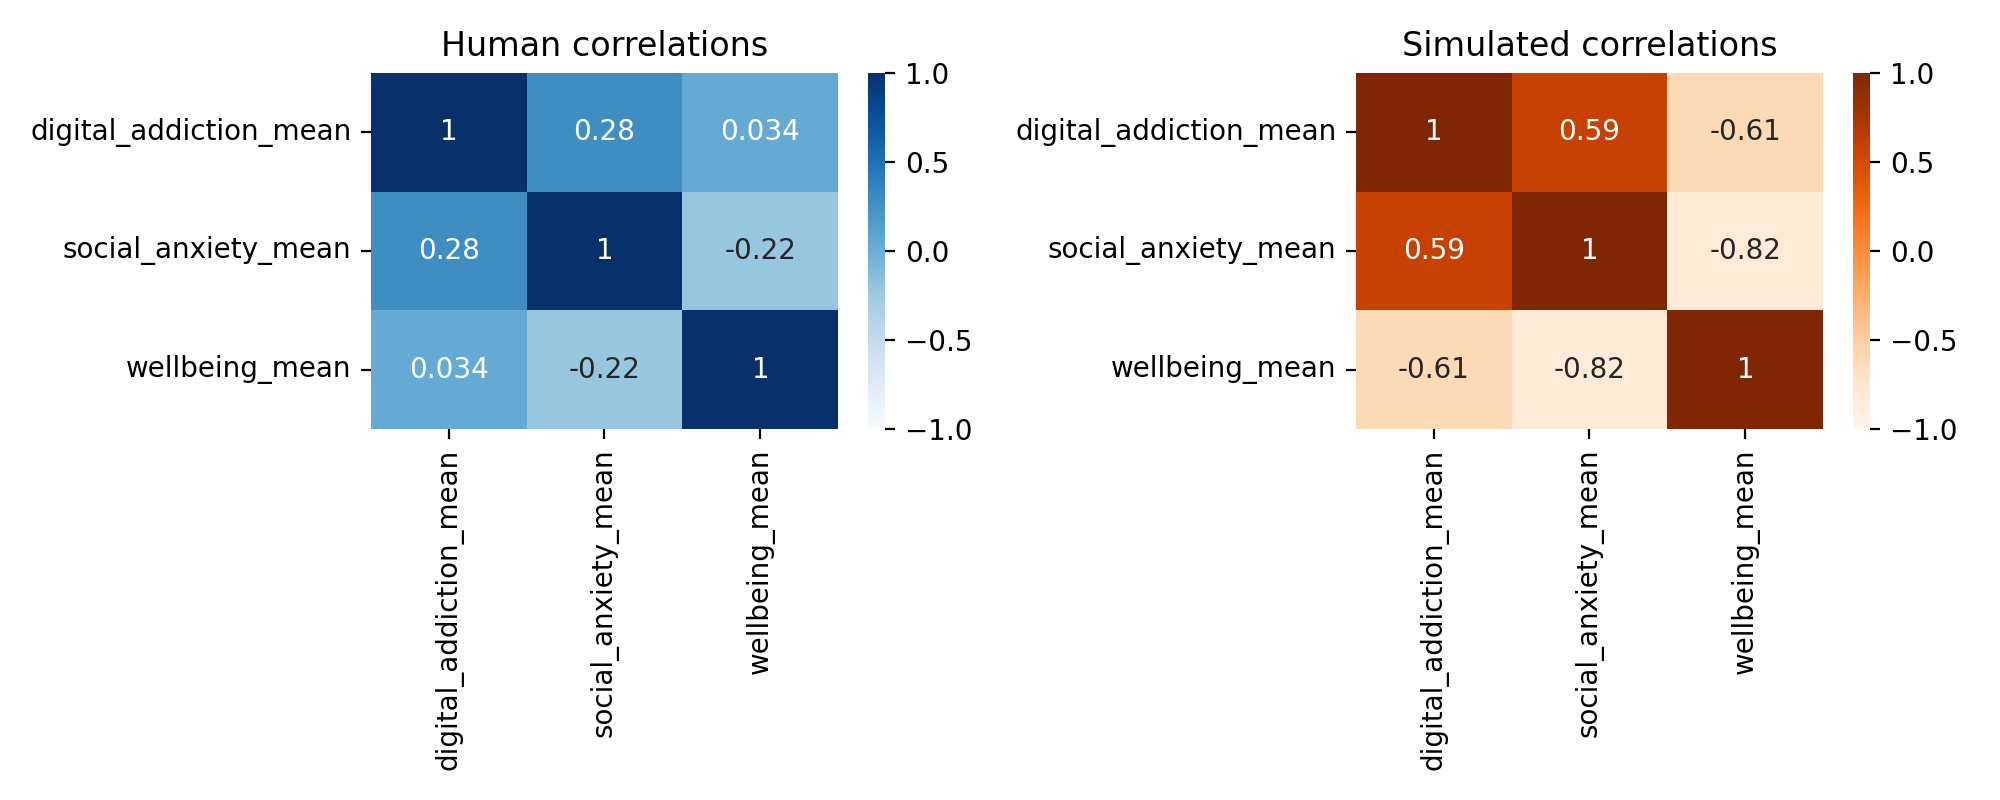 Human correlations
digital_addiction_mean
social_anxiety_mean
wellbeing_mean
1 0.28 0.034
0.28 1 -0.22
0.034 -0.22 1
digital_addiction_mean
social_anxiety_mean
wellbeing_mean
1.0
0.5
0.0
−0.5
−1.0
Simulated correlations
digital_addiction_mean
social_anxiety_mean
wellbeing_mean
1 0.59 -0.61
0.59 1 -0.82
-0.61 -0.82 1
digital_addiction_mean
social_anxiety_mean
wellbeing_mean
1.0
0.5
0.0
−0.5
−1.0